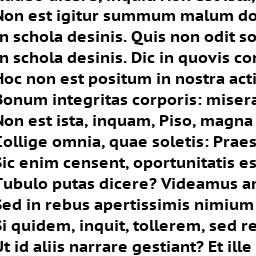 Non est igitur summum malum do
in schola desinis. Quis non odit so
in schola desinis. Dic in quovis con
Hoc non est positum in nostra acti
Bonum integritas corporis: misera
Non est ista, inquam, Piso, magna
Collige omnia, quae soletis: Praes
Sic enim censent, oportunitatis es
Tubulo putas dicere? Videamus an
Sed in rebus apertissimis nimium
Si quidem, inquit, tollerem, sed re
Ut id aliis narrare gestiant? Et ille